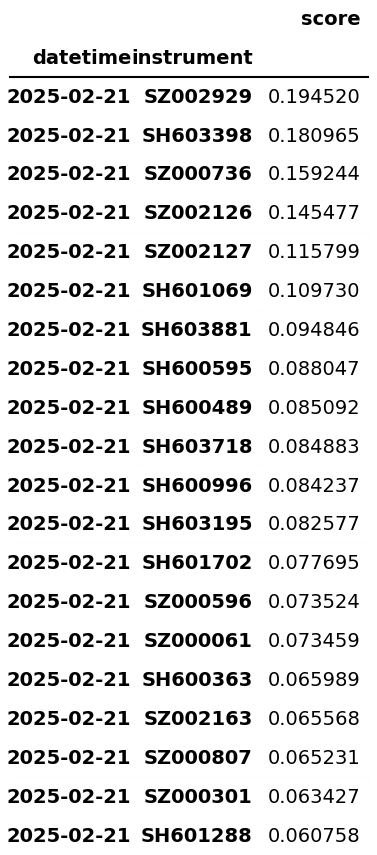 score
datetime instrument
2025-02-21 SZ002929 0.194520
2025-02-21 SH603398 0.180965
2025-02-21 SZ000736 0.159244
2025-02-21 SZ002126 0.145477
2025-02-21 SZ002127 0.115799
2025-02-21 SH601069 0.109730
2025-02-21 SH603881 0.094846
2025-02-21 SH600595 0.088047
2025-02-21 SH600489 0.085092
2025-02-21 SH603718 0.084883
2025-02-21 SH600996 0.084237
2025-02-21 SH603195 0.082577
2025-02-21 SH601702 0.077695
2025-02-21 SZ000596 0.073524
2025-02-21 SZ000061 0.073459
2025-02-21 SH600363 0.065989
2025-02-21 SZ002163 0.065568
2025-02-21 SZ000807 0.065231
2025-02-21 SZ000301 0.063427
2025-02-21 SH601288 0.060758